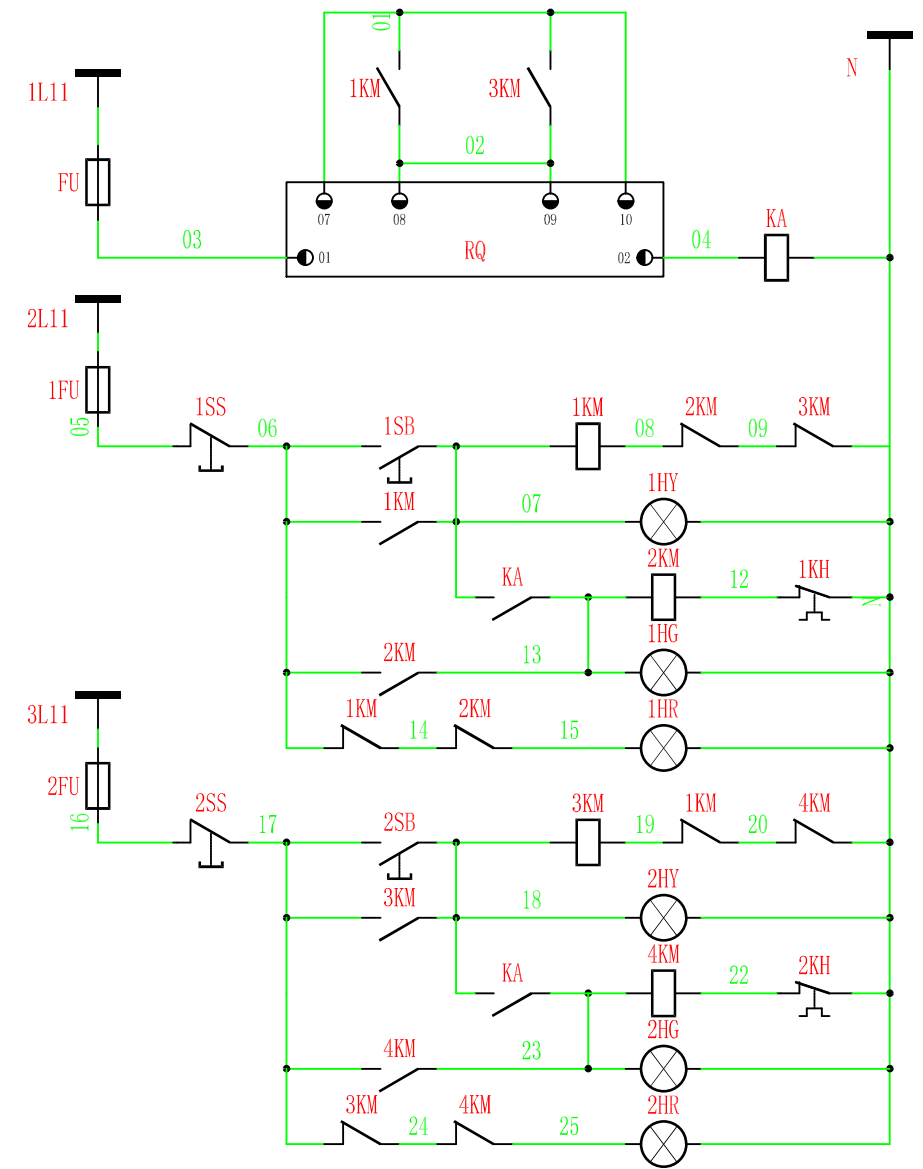 01
N
1KM
3KM
1L11
02
FU
07
08
09
10
KA
03
01
RQ
02
04
2L11
1FU
05
1SS
06
1SB
1KM
08
2KM
09
3KM
1KM
07
1HY
KA
2KM
12
1KH
N
2KM
13
1HG
3L11
1KM
14
2KM
15
1HR
2FU
16
2SS
17
2SB
3KM
19
1KM
20
4KM
3KM
18
2HY
KA
4KM
22
2KH
4KM
23
2HG
3KM
24
4KM
25
2HR